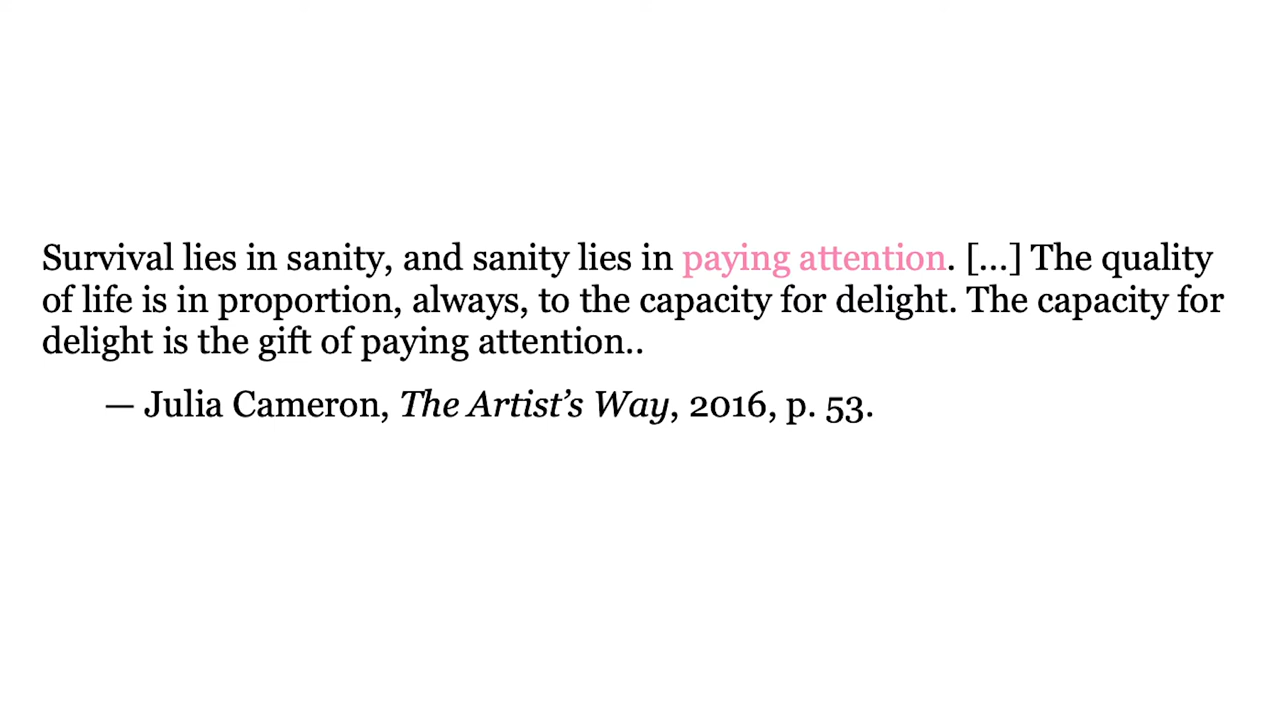 Survival lies in sanity, and sanity lies in paying attention. [...] The quality
of life is in proportion, always, to the capacity for delight. The capacity for
delight is the gift of paying attention..
— Julia Cameron, The Artist’s Way, 2016, p. 53.